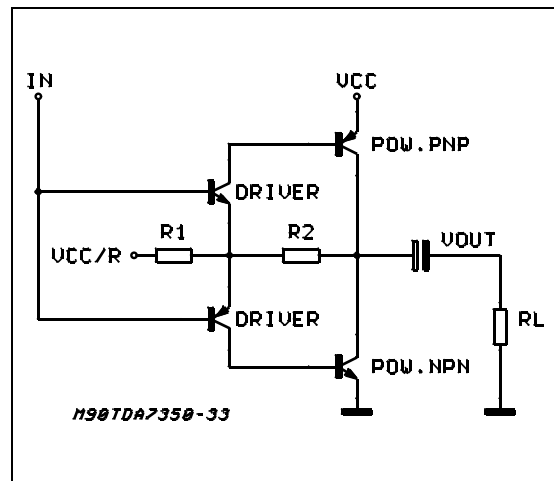 IN
VCC
POW.PNP
DRIVER
R1
R2
VOUT
VCC/R
DRIVER
RL
POW.NPN
M90TDA7350-33